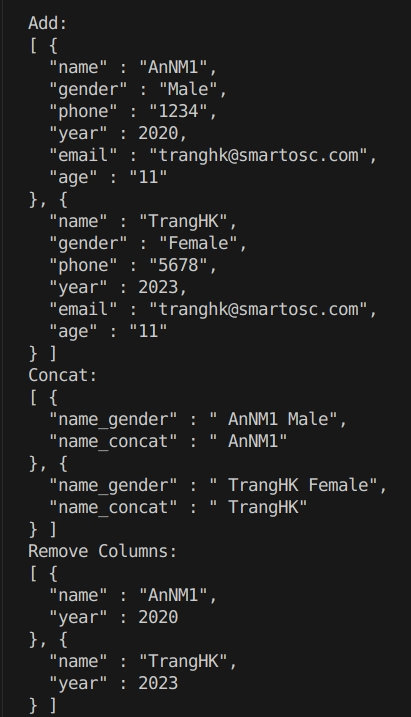 Add:
[ {
  "name" : "AnNM1",
  "gender" : "Male",
  "phone" : "1234",
  "year" : 2020,
  "email" : "tranghk@smartosc.com",
  "age" : "11"
}, {
  "name" : "TrangHK",
  "gender" : "Female",
  "phone" : "5678",
  "year" : 2023,
  "email" : "tranghk@smartosc.com",
  "age" : "11"
} ]
Concat:
[ {
  "name_gender" : " AnNM1 Male",
  "name_concat" : " AnNM1"
}, {
  "name_gender" : " TrangHK Female",
  "name_concat" : " TrangHK"
} ]
Remove Columns:
[ {
  "name" : "AnNM1",
  "year" : 2020
}, {
  "name" : "TrangHK",
  "year" : 2023
} ]